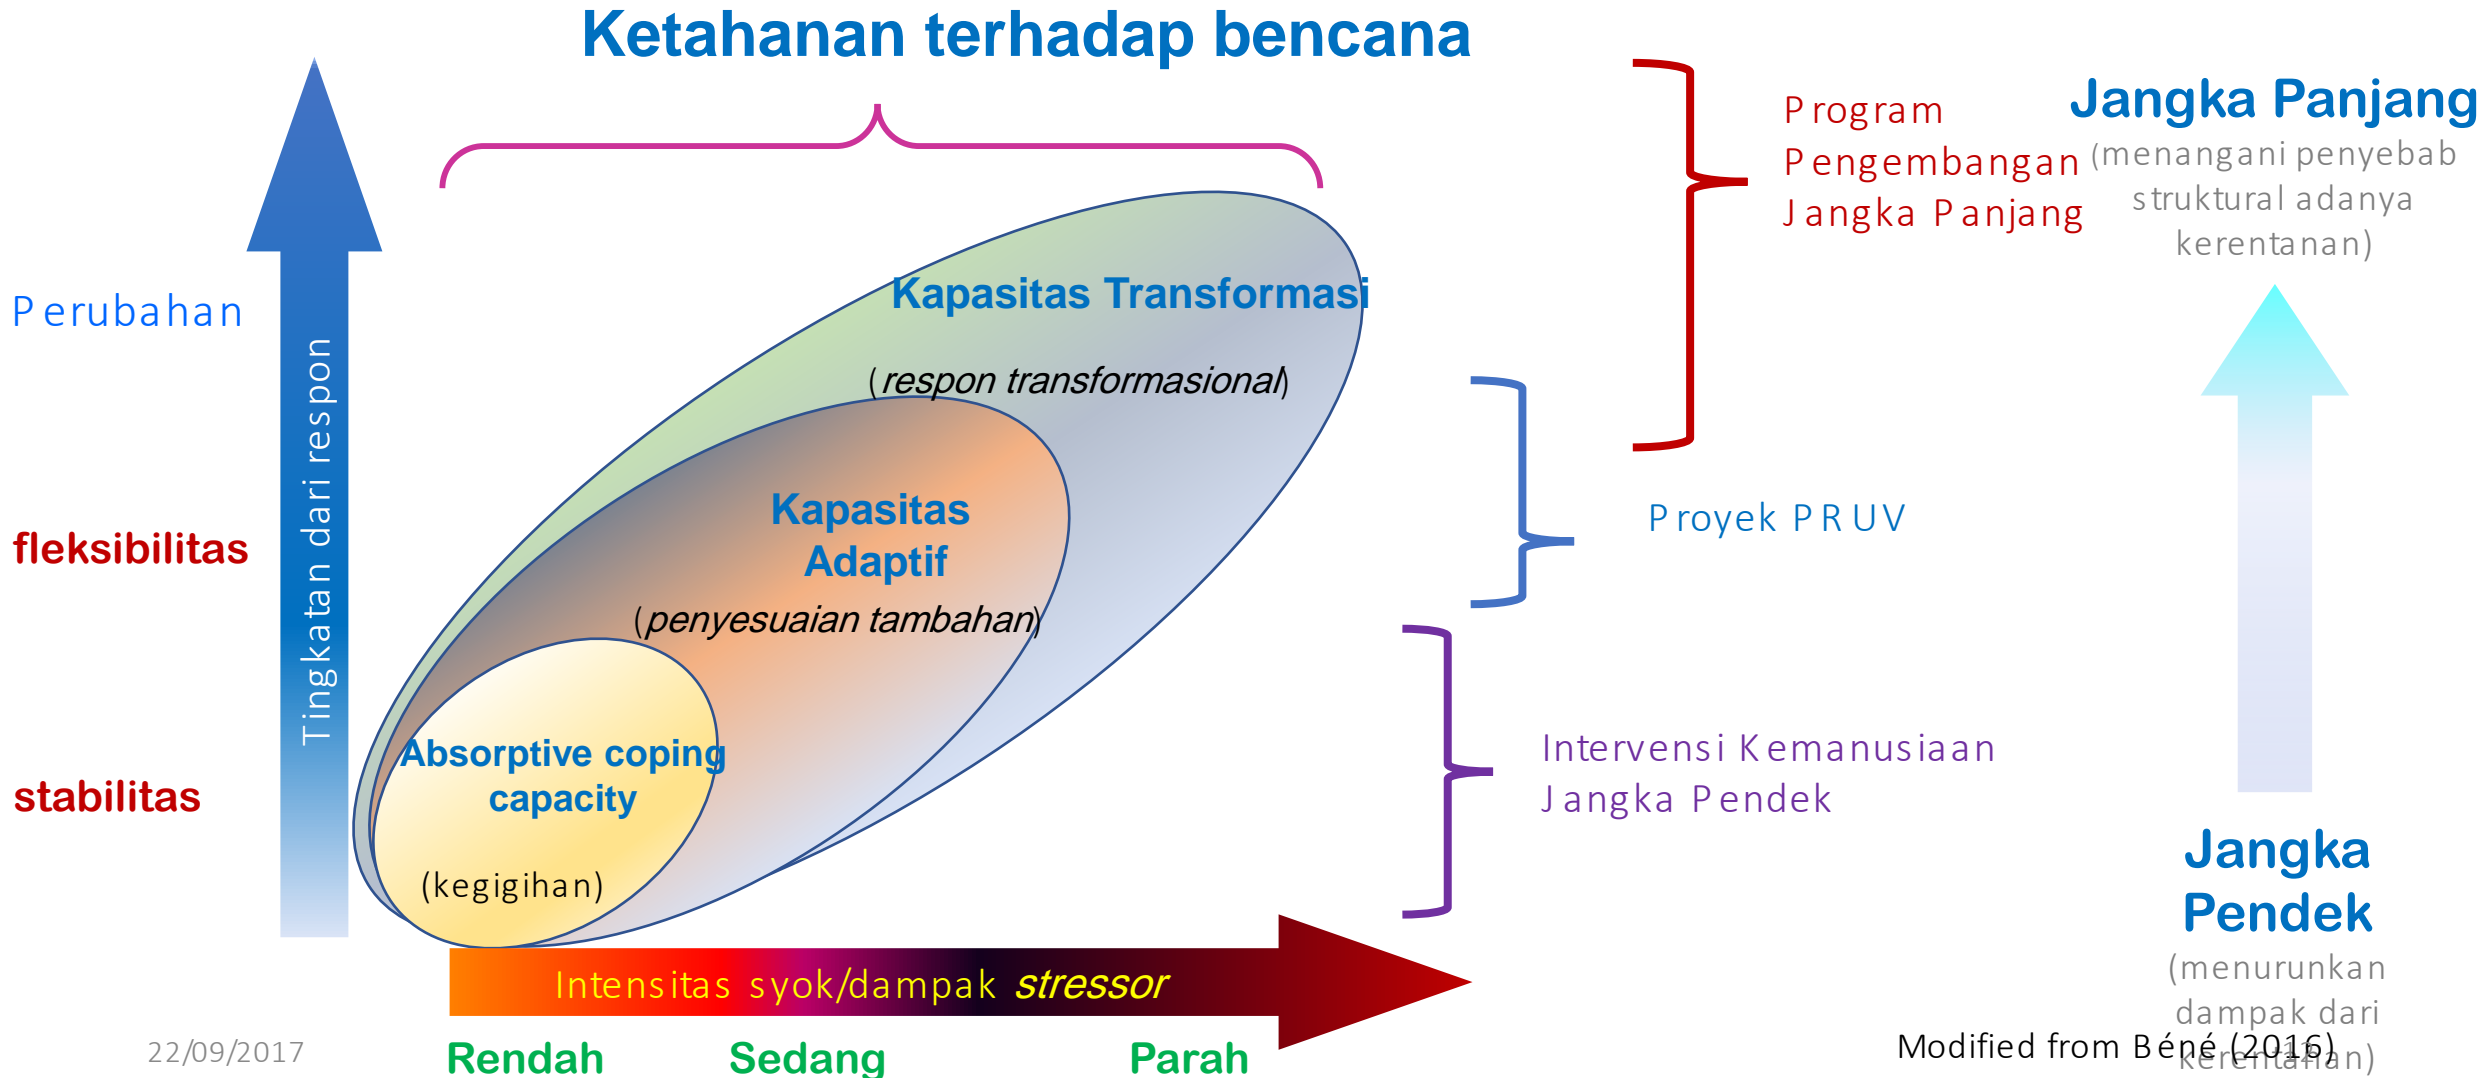 Ketahanan terhadap bencana
Perubahan
fleksibilitas
stabilitas
Tingkatan dari respon
Kapasitas Transformasi
(respon transformasional)
Kapasitas
Adaptif
(penyesuaian tambahan)
Absorptive coping
capacity
(kegigihan)
Intensitas syok/dampak stressor
Rendah
Sedang
Parah
Program
Pengembangan
Jangka Panjang
Proyek PRUV
Intervensi Kemanusiaan
Jangka Pendek
Jangka Panjang
(menangani penyebab
struktural adanya
kerentanan)
Jangka
Pendek
(menurunkan
dampak dari
kerentanan)
22/09/2017
Modified from Béné (2016)